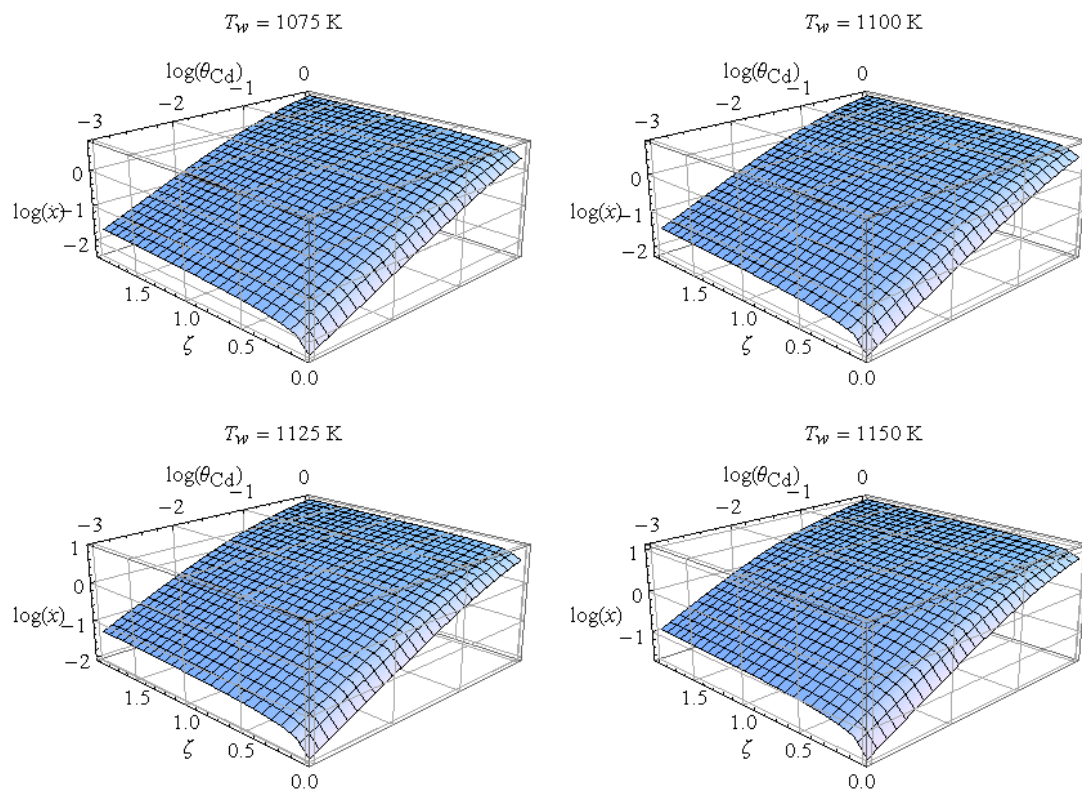 T_w = 1075 K
log(θ_Cd)
0
−1
−2
−3
0
log(ẋ)
−1
−2
1.5
1.0
ζ
0.5
0.0
T_w = 1100 K
log(θ_Cd)
0
−1
−2
−3
0
log(ẋ)
−1
−2
1.5
1.0
ζ
0.5
0.0
T_w = 1125 K
log(θ_Cd)
0
−1
−2
−3
1
0
log(ẋ)
−1
−2
1.5
1.0
ζ
0.5
0.0
T_w = 1150 K
log(θ_Cd)
0
−1
−2
−3
1
0
log(ẋ)
−1
1.5
1.0
ζ
0.5
0.0